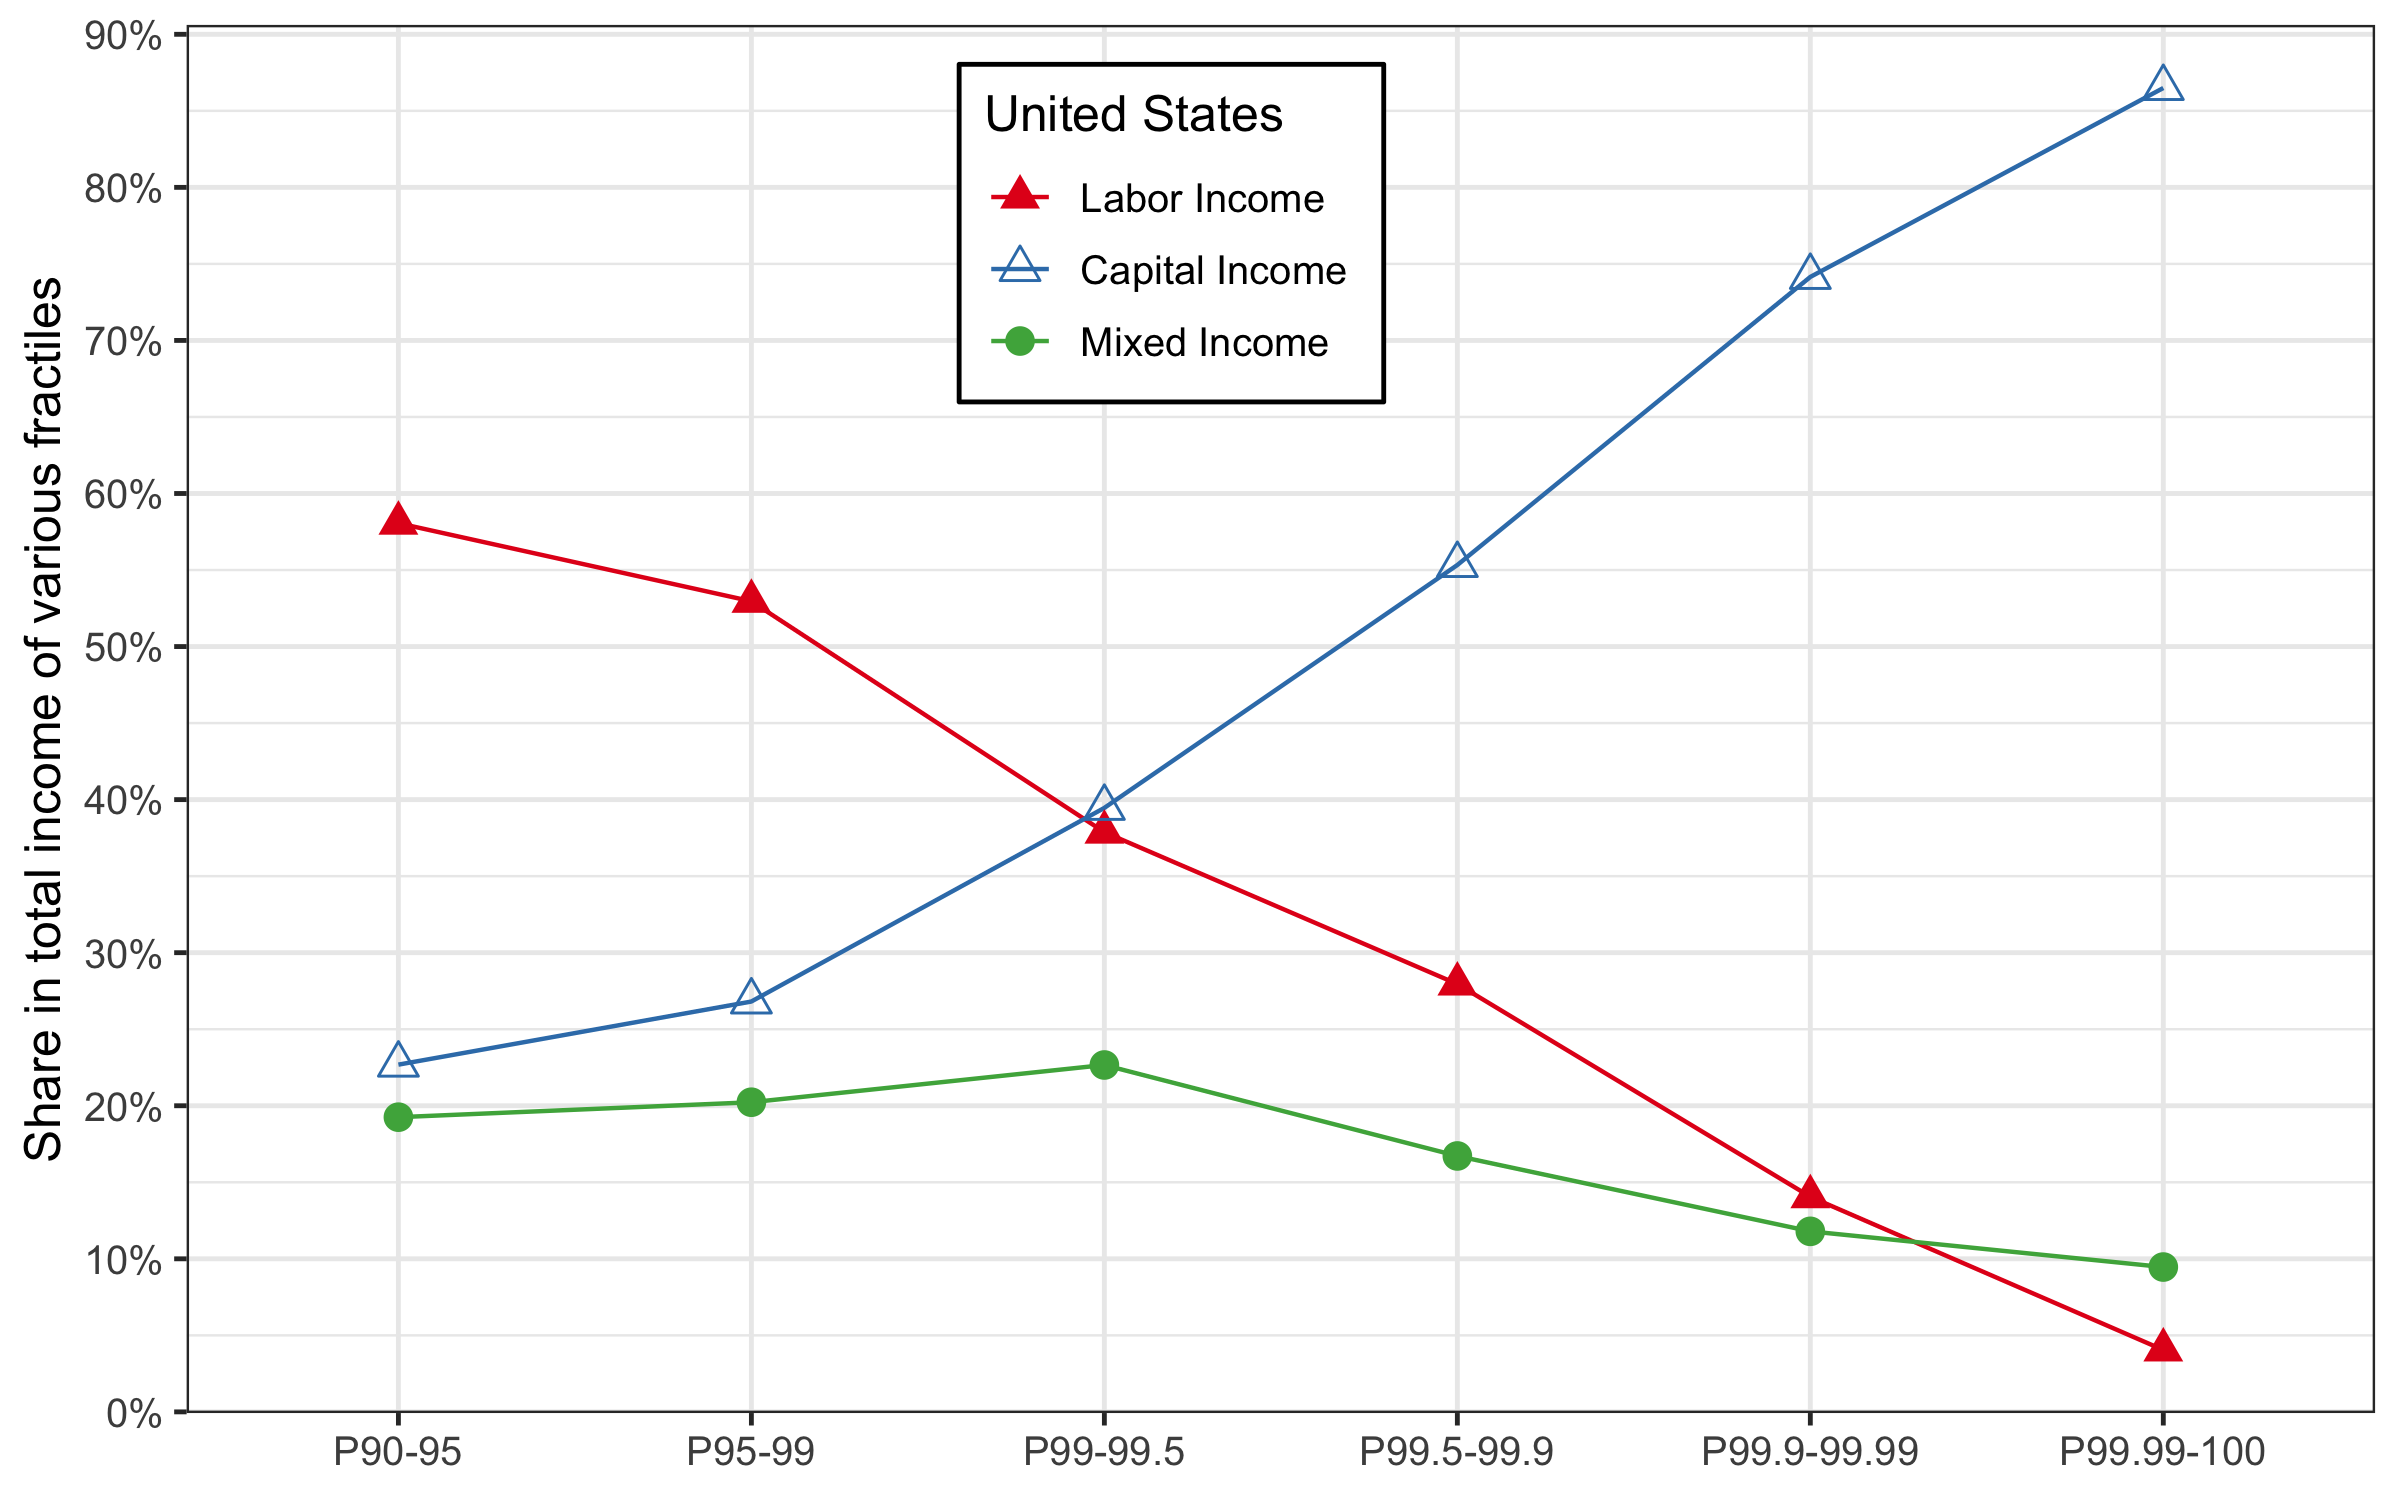 90%
80%
70%
60%
50%
40%
30%
20%
10%
0%
Share in total income of various fractiles
United States
Labor Income
Capital Income
Mixed Income
P90-95
P95-99
P99-99.5
P99.5-99.9
P99.9-99.99
P99.99-100